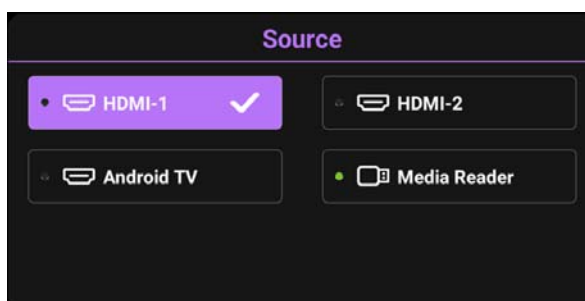 Source
HDMI-1
HDMI-2
Android TV
Media Reader